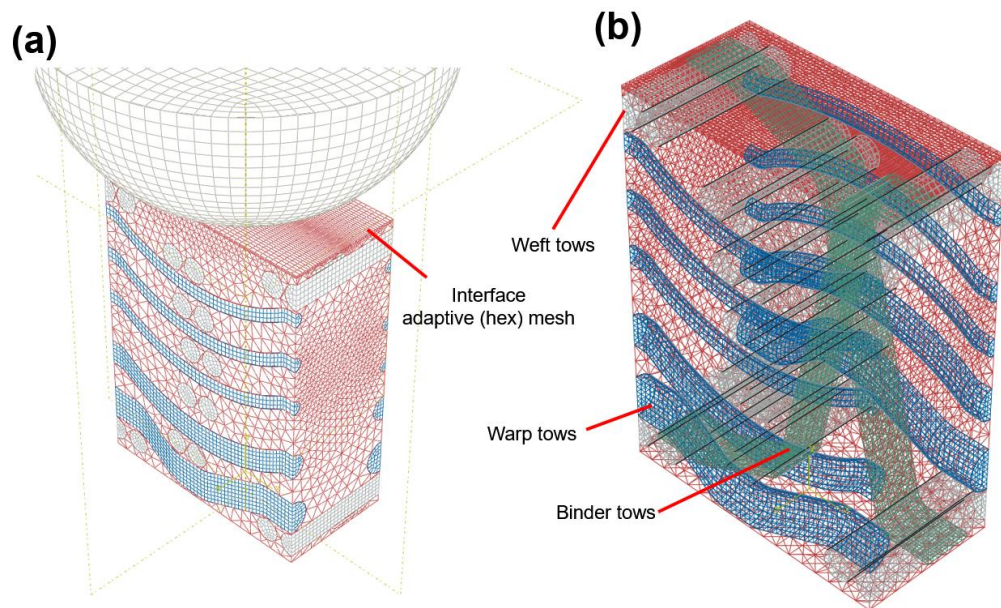 (a)
(b)
Weft tows
Interface
adaptive (hex) mesh
Warp tows
Binder tows